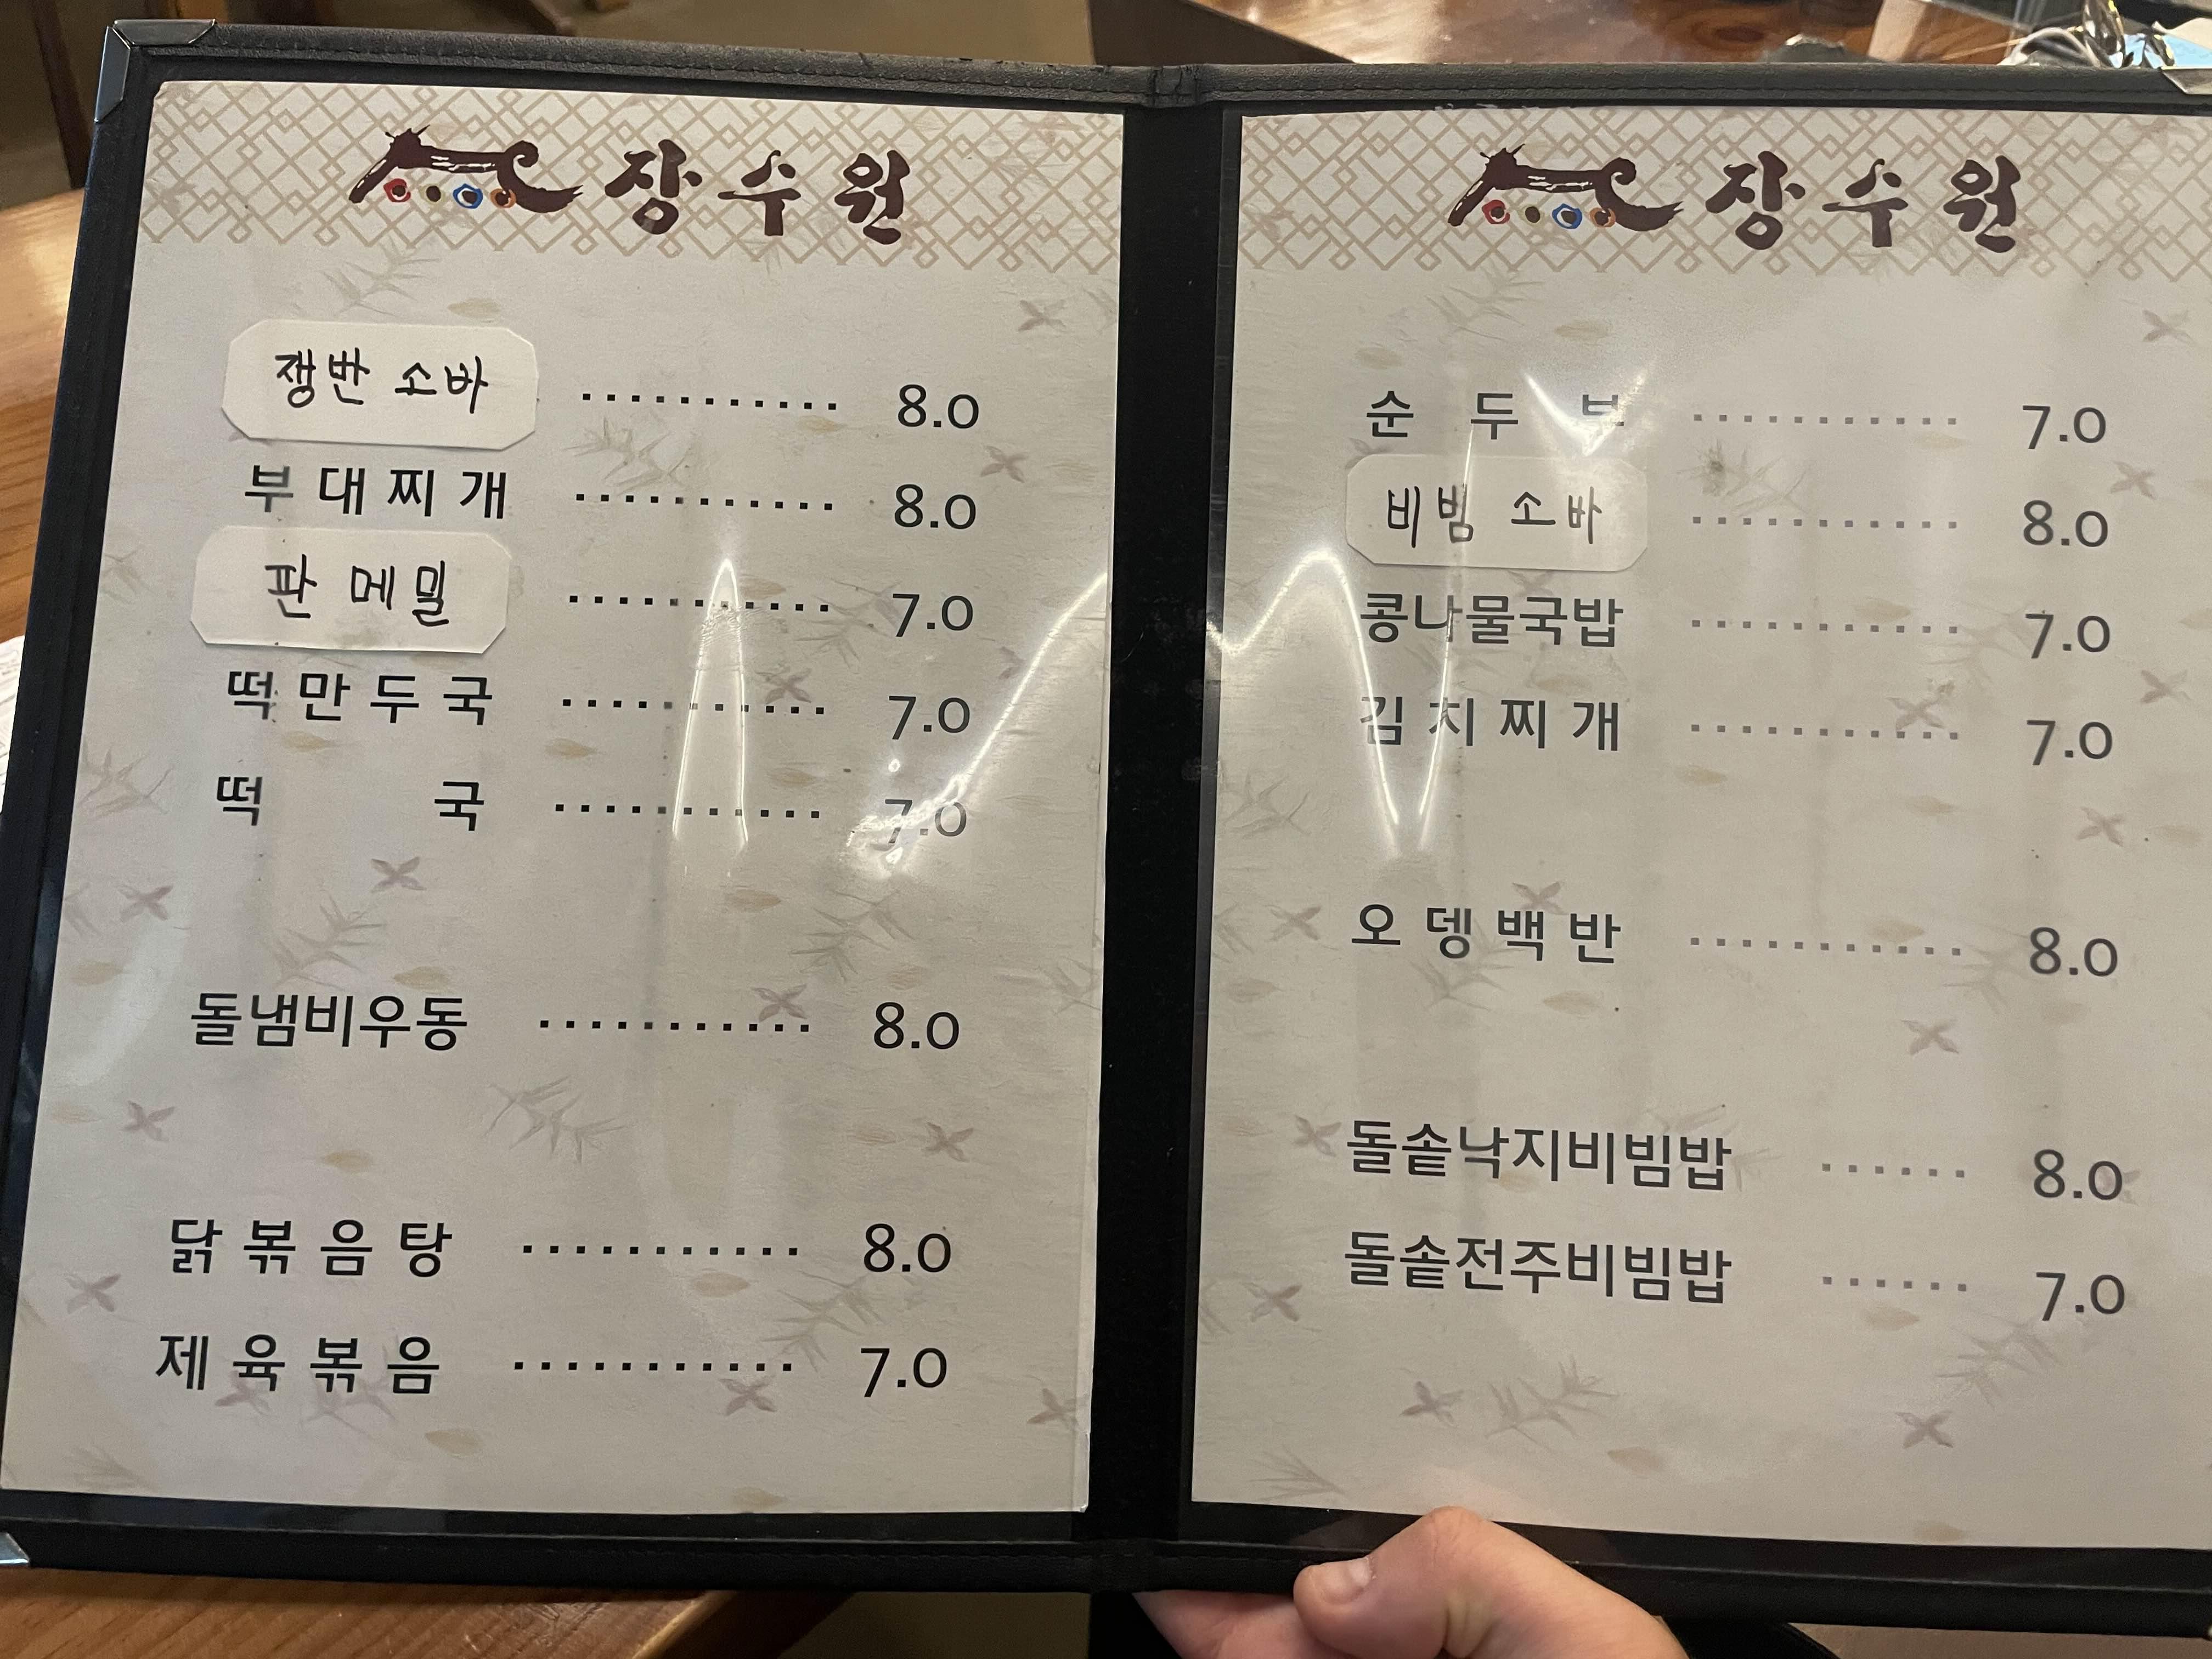 장수원
쟁반 소바 ........... 8.0
부대찌개 ........... 8.0
판 메밀 ........... 7.0
떡만두국 ........... 7.0
떡 국 ........... 7.0
돌냄비우동 ........... 8.0
닭볶음탕 ........... 8.0
제육볶음 ........... 7.0
장수원
순 두 부 ........... 7.0
비빔 소바 ........... 8.0
콩나물국밥 ........... 7.0
김치찌개 ........... 7.0
오뎅백반 ........... 8.0
돌솥낙지비빔밥 ...... 8.0
돌솥전주비빔밥 ...... 7.0